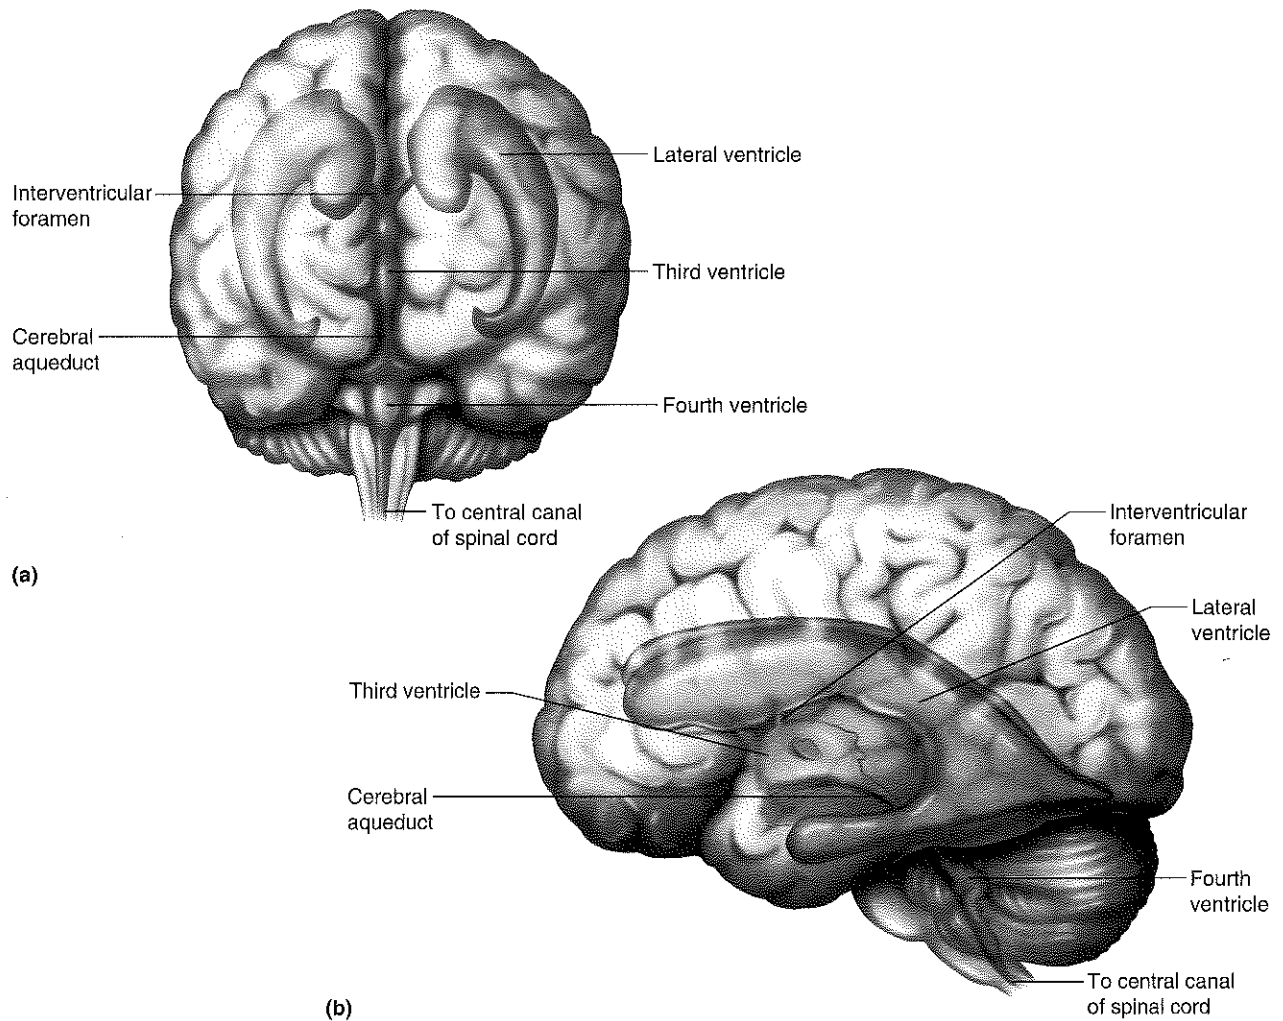 Lateral ventricle
Interventricular
foramen
Third ventricle
Cerebral
aqueduct
Fourth ventricle
To central canal
of spinal cord
(a)
Interventricular
foramen
Lateral
ventricle
Third ventricle
Cerebral
aqueduct
Fourth
ventricle
To central canal
of spinal cord
(b)